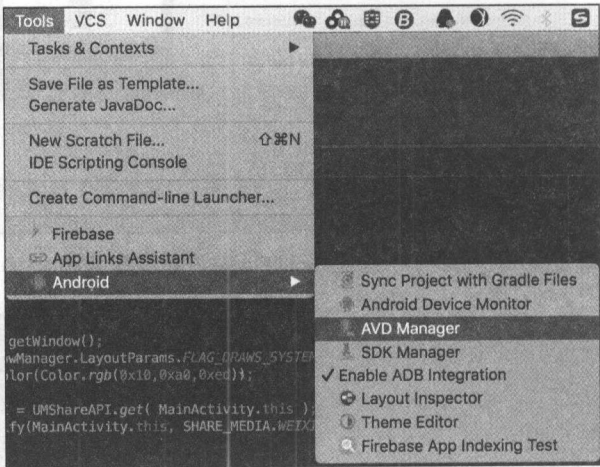 Tools VCS Window Help
Tasks & Contexts
Save File as Template...
Generate JavaDoc...
New Scratch File... ⇧⌘N
IDE Scripting Console
Create Command-line Launcher...
Firebase
App Links Assistant
Android
Sync Project with Gradle Files
Android Device Monitor
AVD Manager
SDK Manager
✓ Enable ADB Integration
Layout Inspector
Theme Editor
Firebase App Indexing Test
getWindow();
owManager.LayoutParams.FLAG_DRAWS_SYSTEM
olor(Color.rgb(0x10,0xa0,0xed));
= UMShareAPI.get( MainActivity.this );
.fy(MainActivity.this, SHARE_MEDIA.WEIXI